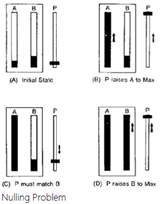 A B P
A B P
(A) Initial State
(B) P raises A to Max
A B P
A B P
(C) P must match B
(D) P raises B to Max
Nulling Problem